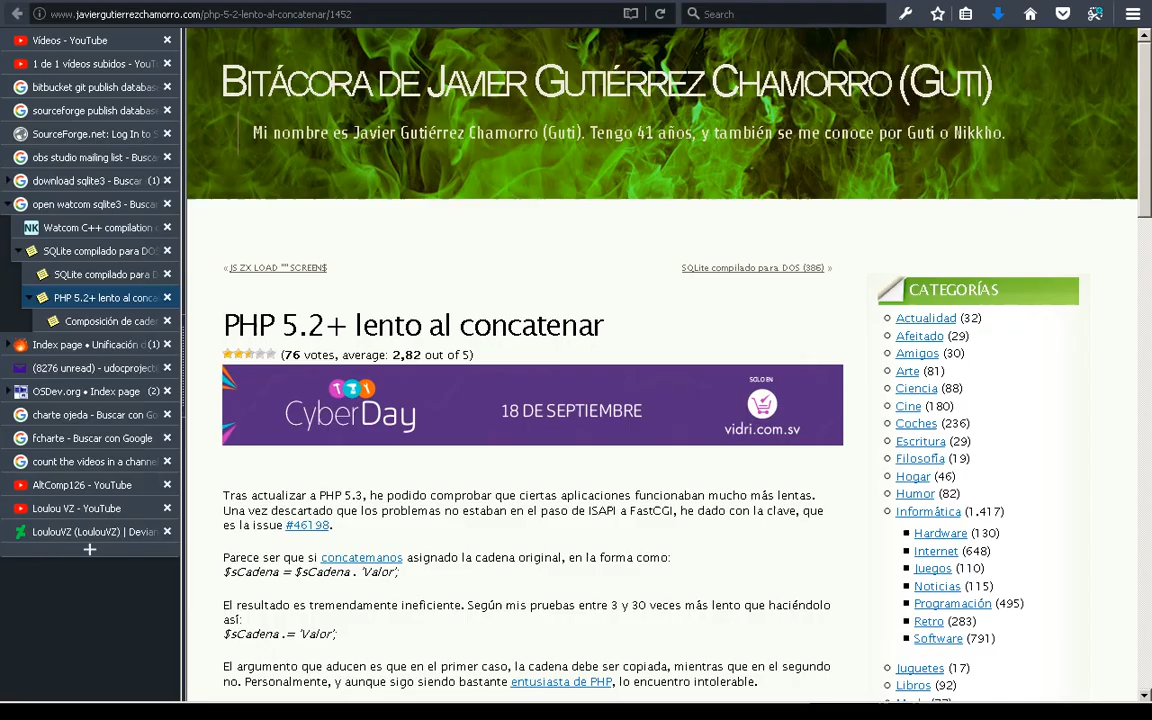 www.javiergutierrezchamorro.com/php-5-2-lento-al-concatenar/1452
Search
Vídeos - YouTube
1 de 1 vídeos subidos - YouT
bitbucket git publish databas
sourceforge publish databas
SourceForge.net: Log In to S
obs studio mailing list - Busca
download sqlite3 - Buscar (1)
open watcom sqlite3 - Buscar
NK Watcom C++ compilation
SQLite compilado para DOS
SQLite compilado para D
PHP 5.2+ lento al conca
Composición de cade
Index page • Unificación d (1)
(8276 unread) - udocproject
OSDev.org • Index page (2)
charte ojeda - Buscar con Go
fcharte - Buscar con Google
count the videos in a channe
AltComp126 - YouTube
Loulou VZ - YouTube
LoulouVZ (LoulouVZ) | Devian
BITÁCORA DE JAVIER GUTIÉRREZ CHAMORRO (GUTI)
Mi nombre es Javier Gutiérrez Chamorro (Guti). Tengo 41 años, y también se me conoce por Guti o Nikkho.
« JS ZX LOAD "" SCREEN$
SQLite compilado para DOS (386) »
PHP 5.2+ lento al concatenar
(76 votes, average: 2,82 out of 5)
CyberDay
18 DE SEPTIEMBRE
SOLO EN
vidri.com.sv
Tras actualizar a PHP 5.3, he podido comprobar que ciertas aplicaciones funcionaban mucho más lentas.
Una vez descartado que los problemas no estaban en el paso de ISAPI a FastCGI, he dado con la clave, que
es la issue #46198.
Parece ser que si concatemanos asignado la cadena original, en la forma como:
$sCadena = $sCadena . 'Valor';
El resultado es tremendamente ineficiente. Según mis pruebas entre 3 y 30 veces más lento que haciéndolo
así:
$sCadena .= 'Valor';
El argumento que aducen es que en el primer caso, la cadena debe ser copiada, mientras que en el segundo
no. Personalmente, y aunque sigo siendo bastante entusiasta de PHP, lo encuentro intolerable.
CATEGORÍAS
Actualidad (32)
Afeitado (29)
Amigos (30)
Arte (81)
Ciencia (88)
Cine (180)
Coches (236)
Escritura (29)
Filosofía (19)
Hogar (46)
Humor (82)
Informática (1.417)
Hardware (130)
Internet (648)
Juegos (110)
Noticias (115)
Programación (495)
Retro (283)
Software (791)
Juguetes (17)
Libros (92)